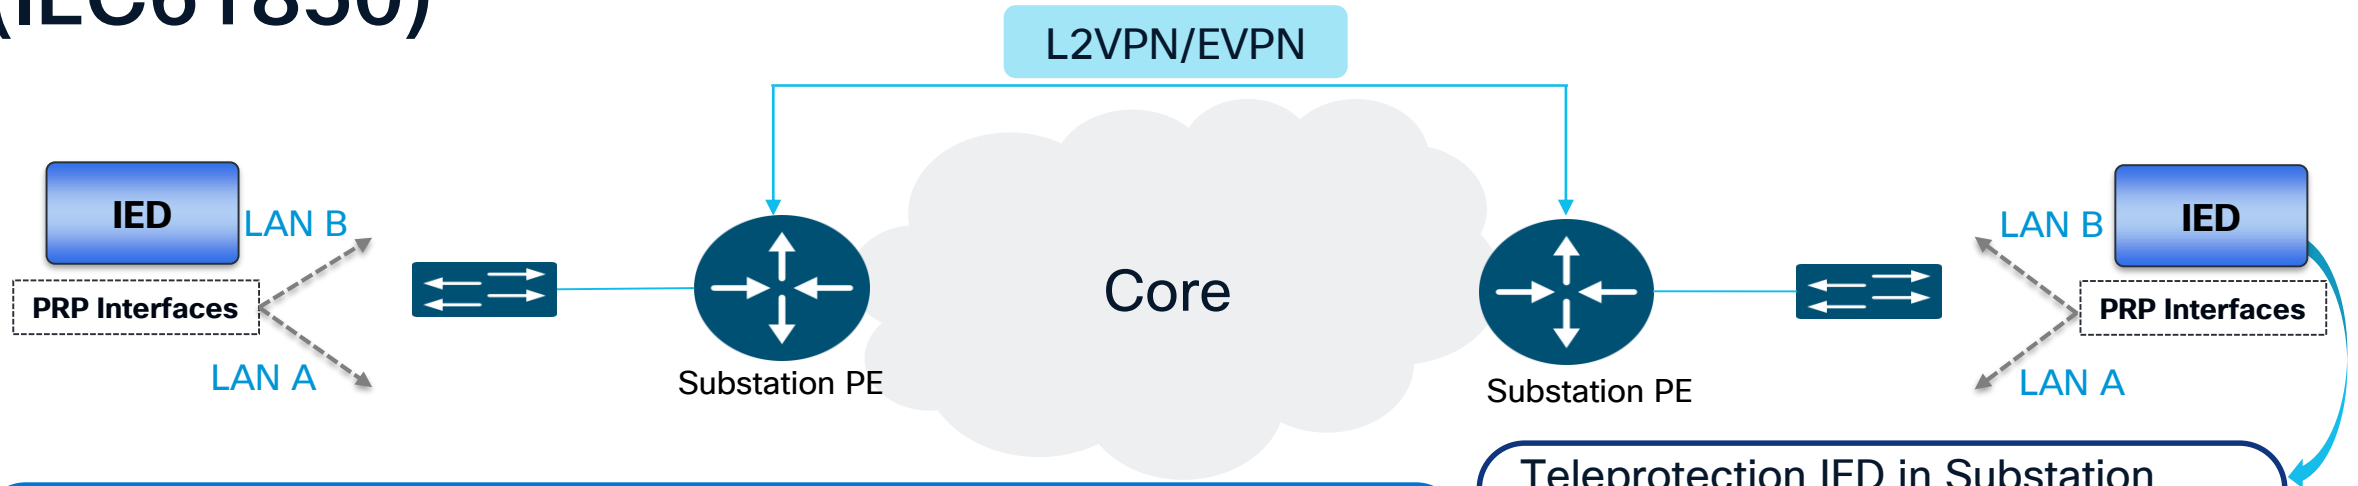 (IEC61850)
L2VPN/EVPN
IED
LAN B
PRP Interfaces
LAN A
Substation PE
Core
Substation PE
LAN B
IED
PRP Interfaces
LAN A
Teleprotection IED in Substation